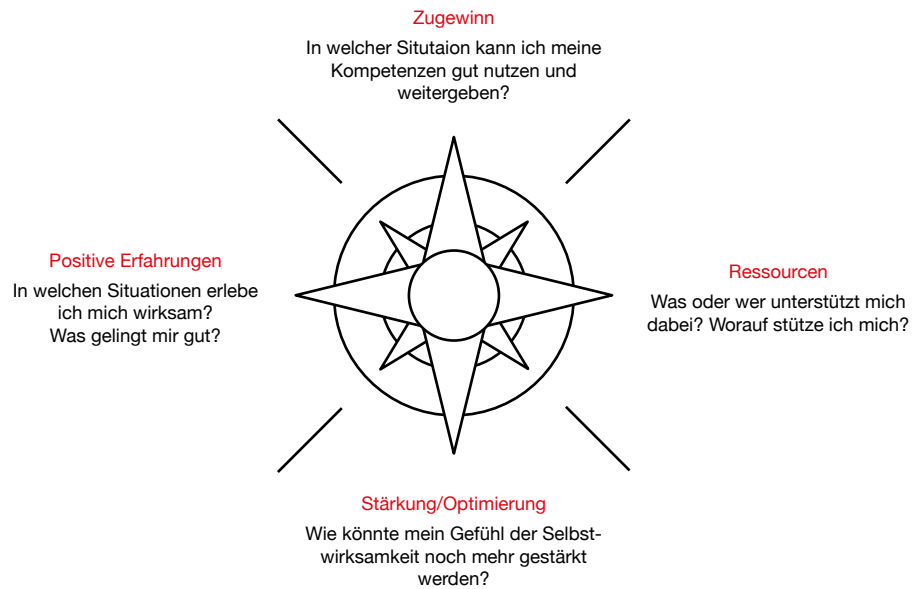 Zugewinn
In welcher Situtaion kann ich meine
Kompetenzen gut nutzen und
weitergeben?
Positive Erfahrungen
In welchen Situationen erlebe
ich mich wirksam?
Was gelingt mir gut?
Ressourcen
Was oder wer unterstützt mich
dabei? Worauf stütze ich mich?
Stärkung/Optimierung
Wie könnte mein Gefühl der Selbst-
wirksamkeit noch mehr gestärkt
werden?